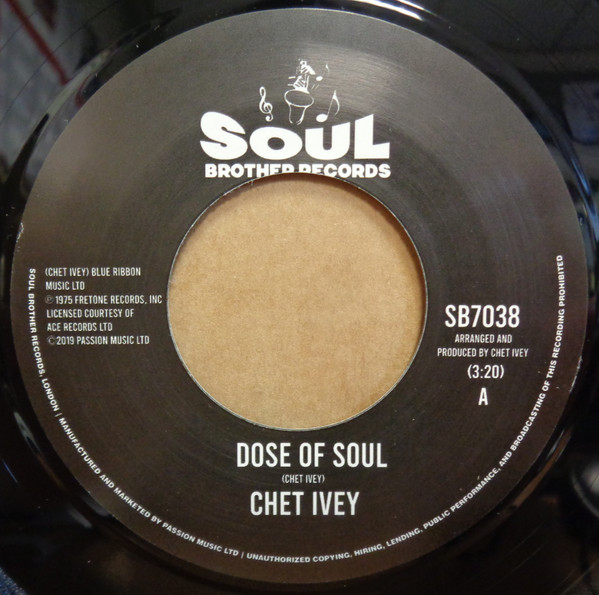 SOUL
BROTHER RECORDS
(CHET IVEY) BLUE RIBBON
MUSIC LTD
℗ 1975 FRETONE RECORDS, INC
LICENSED COURTESY OF
ACE RECORDS LTD
©2019 PASSION MUSIC LTD
SB7038
ARRANGED AND
PRODUCED BY CHET IVEY
(3:20)
A
DOSE OF SOUL
(CHET IVEY)
CHET IVEY
SOUL BROTHER RECORDS, LONDON | MANUFACTURED AND MARKETED BY PASSION MUSIC LTD | UNAUTHORIZED COPYING, HIRING, LENDING, PUBLIC PERFORMANCE, AND BROADCASTING OF THIS RECORDING PROHIBITED